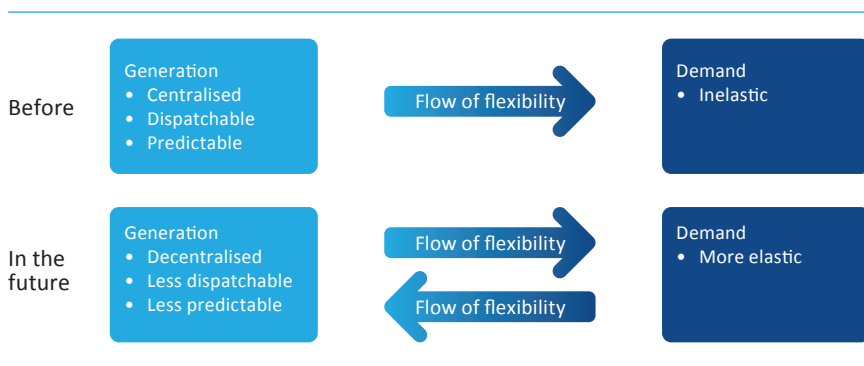 Before
Generation
• Centralised
• Dispatchable
• Predictable
Flow of flexibility
Demand
• Inelastic
In the
future
Generation
• Decentralised
• Less dispatchable
• Less predictable
Flow of flexibility
Flow of flexibility
Demand
• More elastic